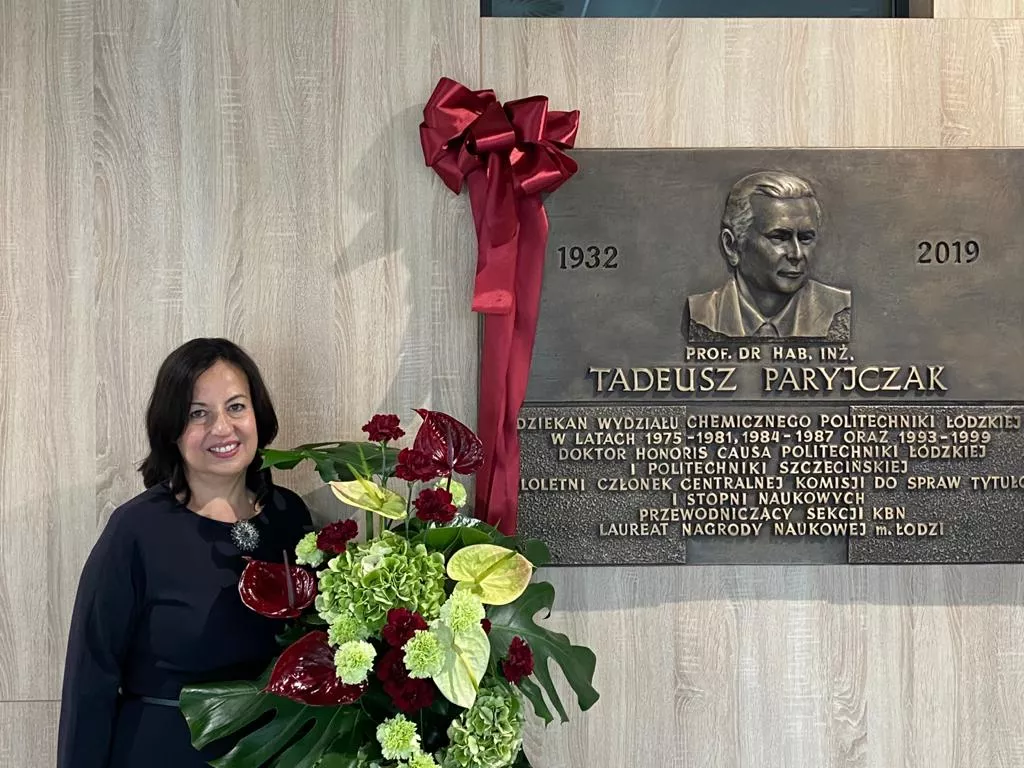 1932
2019
PROF. DR HAB. INŻ.
TADEUSZ PARYJCZAK
DZIEKAN WYDZIAŁU CHEMICZNEGO POLITECHNIKI ŁÓDZKIEJ
W LATACH 1975-1981, 1984-1987 ORAZ 1993-1999
DOKTOR HONORIS CAUSA POLITECHNIKI ŁÓDZKIEJ
I POLITECHNIKI SZCZECIŃSKIEJ
CZŁONEK CENTRALNEJ KOMISJI DO SPRAW
I STOPNI NAUKOWYCH
PRZEWODNICZĄCY SEKCJI KBN
LAUREAT NAGRODY NAUKOWEJ m. ŁODZI